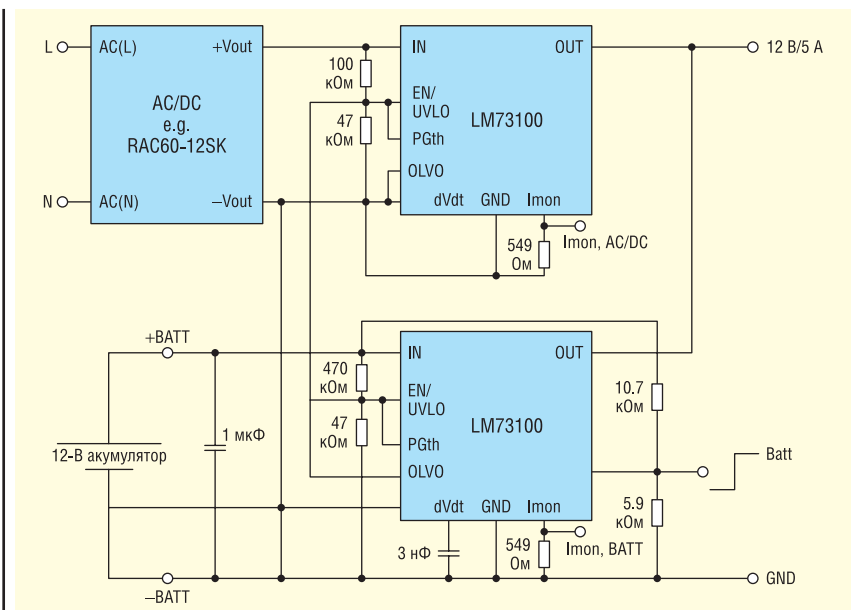 L
AC(L)
+Vout
AC/DC
e.g.
RAC60-12SK
N
AC(N)
–Vout
100
кОм
47
кОм
IN
OUT
EN/
UVLO
LM73100
PGth
OLVO
dVdt
GND
Imon
12 В/5 А
549
Ом
Imon, AC/DC
+BATT
12-В акумулятор
1 мкФ
–BATT
470
кОм
47
кОм
IN
OUT
EN/
UVLO
LM73100
PGth
OLVO
dVdt
GND
Imon
3 нФ
549
Ом
Imon, BATT
10.7
кОм
Batt
5.9
кОм
GND